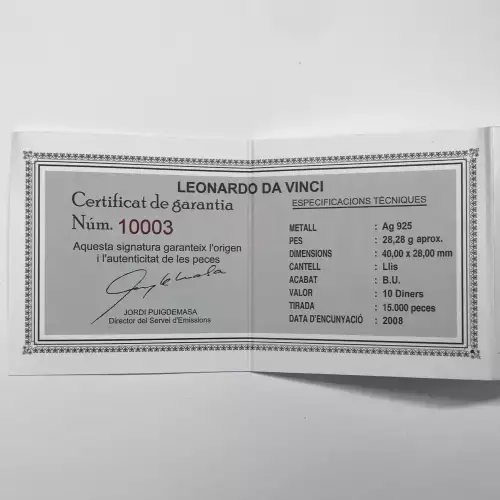 LEONARDO DA VINCI
Certificat de garantia
Núm. 10003
Aquesta signatura garanteix l'origen
i l'autenticitat de les peces
JORDI PUIGDEMASA
Director del Servei d'Emissions
ESPECIFICACIONS TÈCNIQUES
METALL : Ag 925
PES : 28,28 g aprox.
DIMENSIONS : 40,00 x 28,00 mm
CANTELL : Llis
ACABAT : B.U.
VALOR : 10 Diners
TIRADA : 15.000 peces
DATA D'ENCUNYACIÓ : 2008